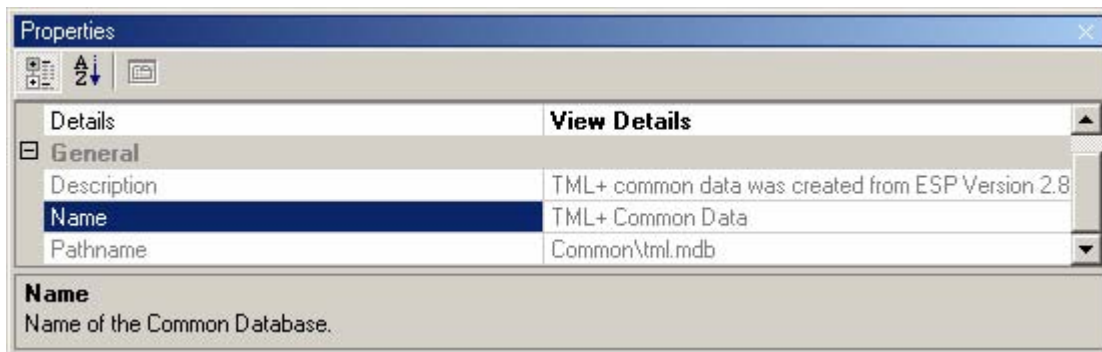 Properties
Details View Details
General
Description TML+ common data was created from ESP Version 2.8
Name TML+ Common Data
Pathname Common\tml.mdb
Name
Name of the Common Database.